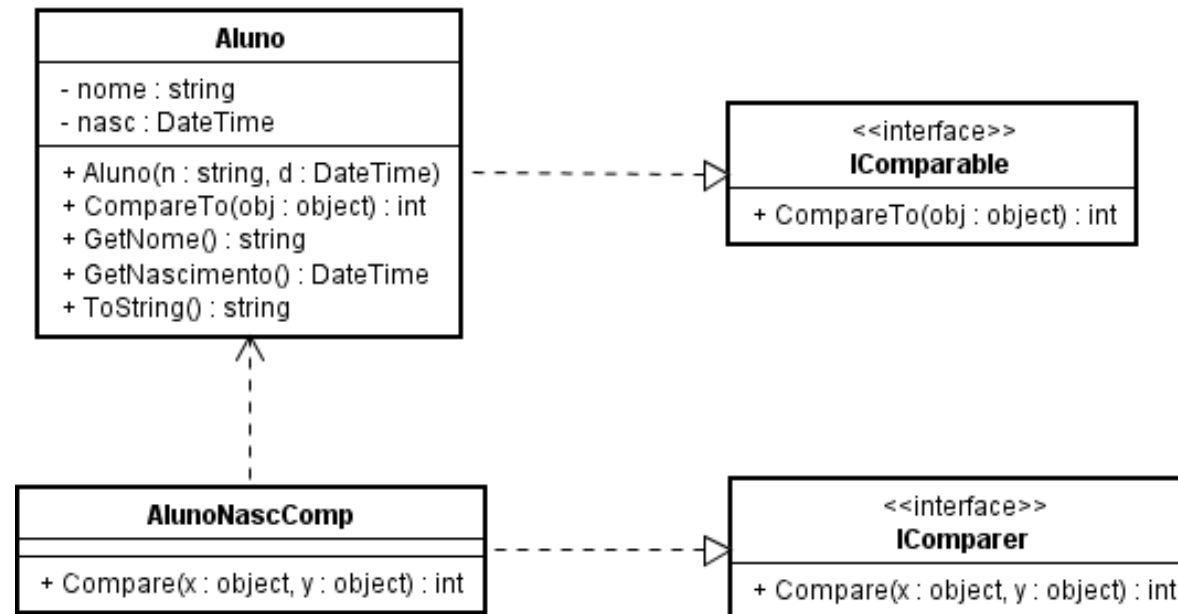 Aluno
- nome : string
- nasc : DateTime
+ Aluno(n : string, d : DateTime)
+ CompareTo(obj : object) : int
+ GetNome() : string
+ GetNascimento() : DateTime
+ ToString() : string
<<interface>>
IComparable
+ CompareTo(obj : object) : int
AlunoNascComp
+ Compare(x : object, y : object) : int
<<interface>>
IComparer
+ Compare(x : object, y : object) : int